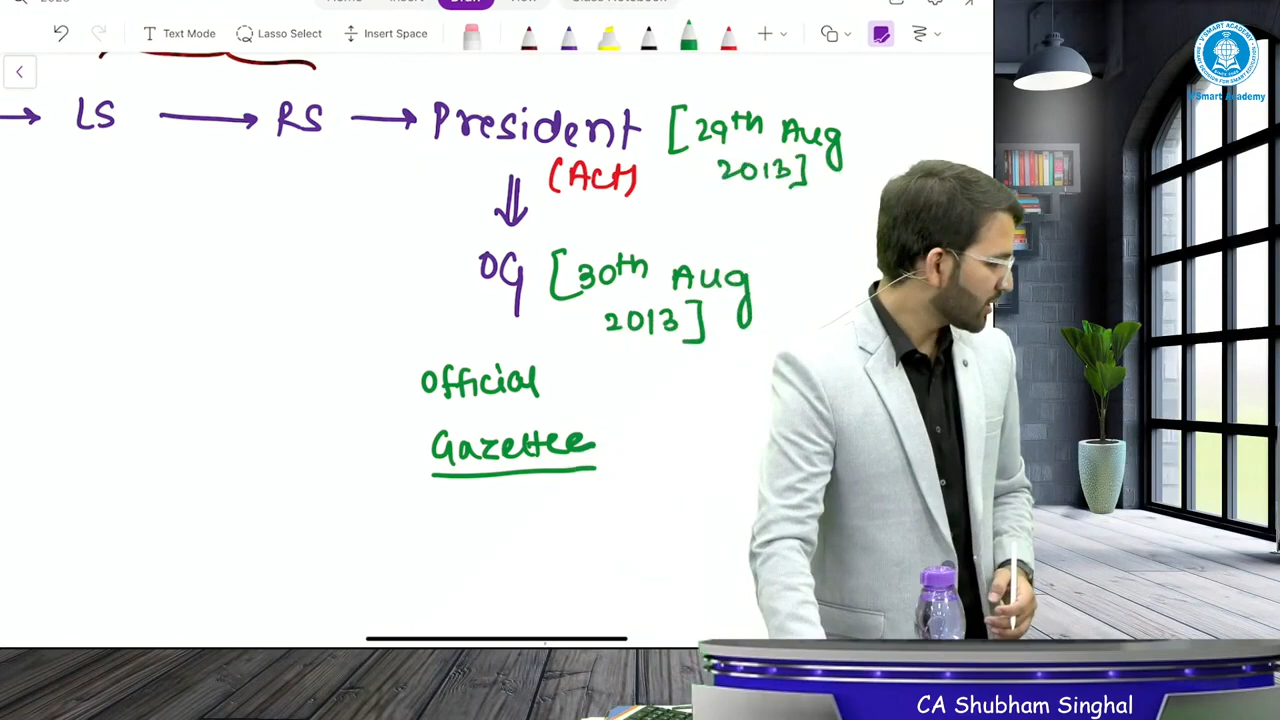 Text Mode
Lasso Select
Insert Space
LS → RS → President [29th Aug
2013]
(Act)
OG [30th Aug
2013]
Official
Gazettee
V'Smart Academy
CA Shubham Singhal